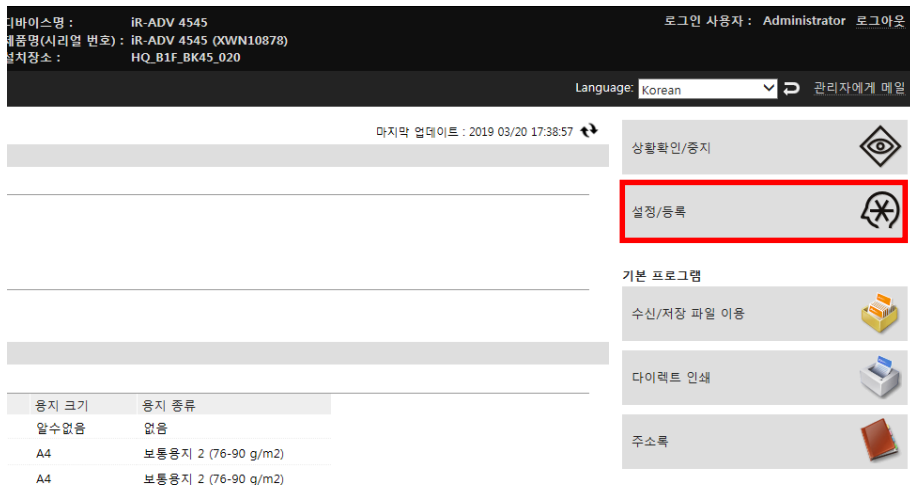 디바이스명 : iR-ADV 4545
로그인 사용자 : Administrator 로그아웃
제품명(시리얼 번호) : iR-ADV 4545 (XWN10878)
설치장소 : HQ_B1F_BK45_020
Language: Korean 관리자에게 메일
마지막 업데이트 : 2019 03/20 17:38:57
상황확인/중지
설정/등록
기본 프로그램
수신/저장 파일 이용
다이렉트 인쇄
주소록
용지 크기 용지 종류
알수없음 없음
A4 보통용지 2 (76-90 g/m2)
A4 보통용지 2 (76-90 g/m2)